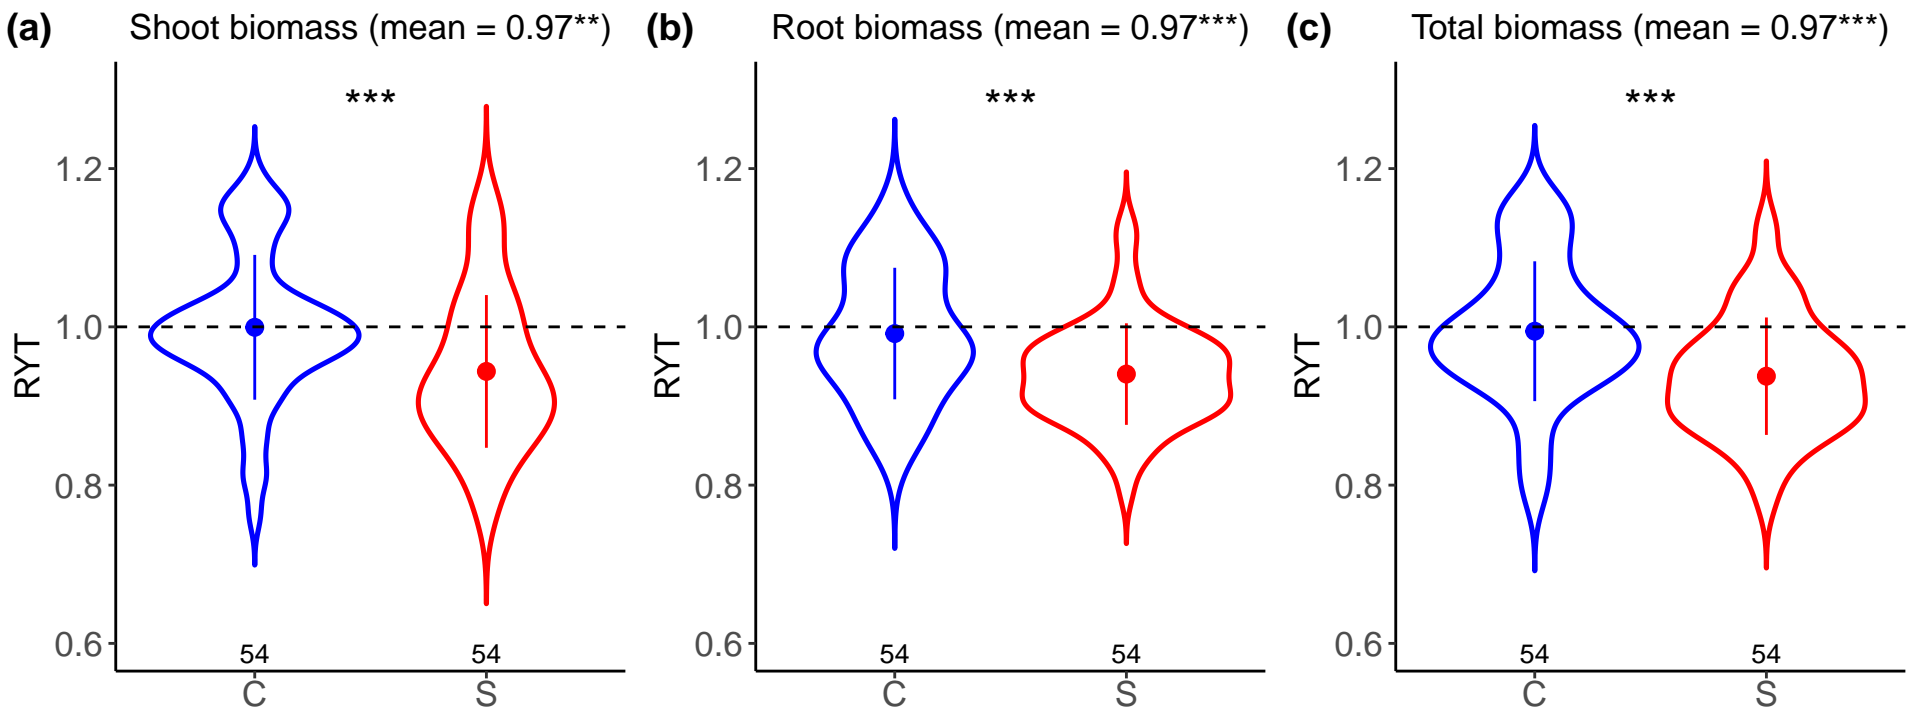 (a) Shoot biomass (mean = 0.97**)
***
1.2
1.0
0.8
0.6
RYT
54 54
C S
(b) Root biomass (mean = 0.97***)
***
1.2
1.0
0.8
0.6
RYT
54 54
C S
(c) Total biomass (mean = 0.97***)
***
1.2
1.0
0.8
0.6
RYT
54 54
C S